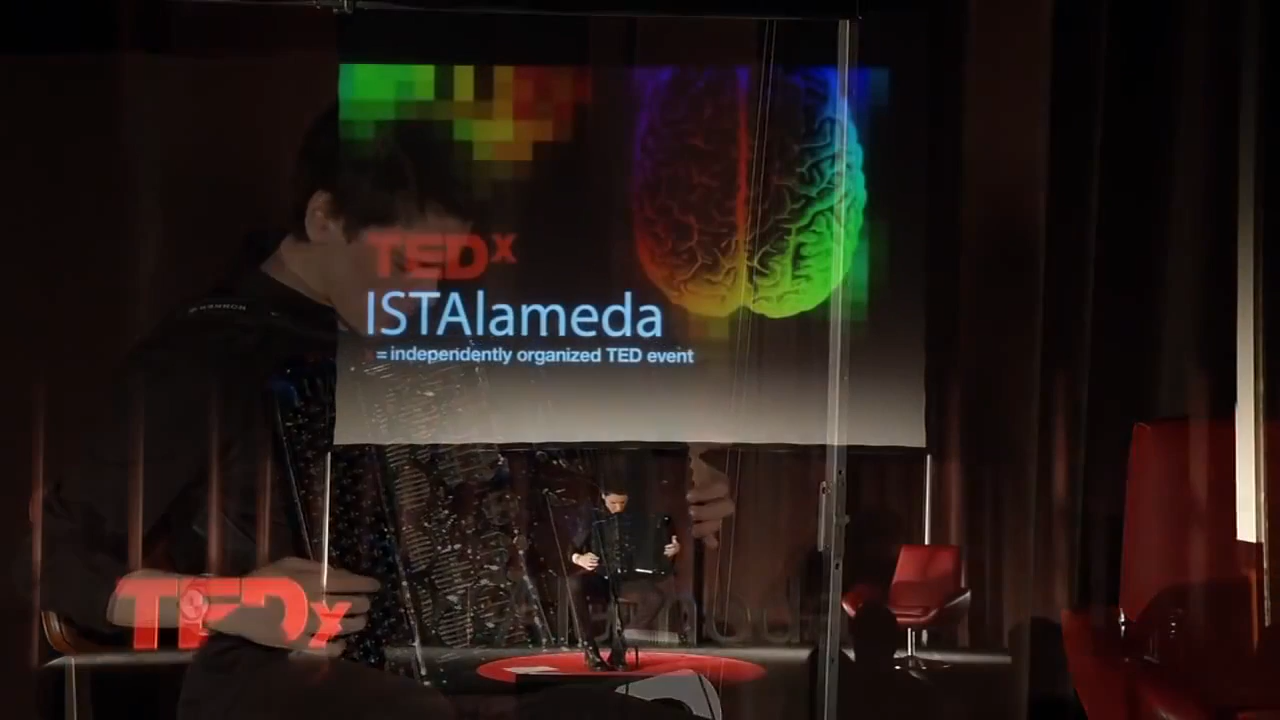 TEDx
ISTAlameda
x = independently organized TED event
TEDx